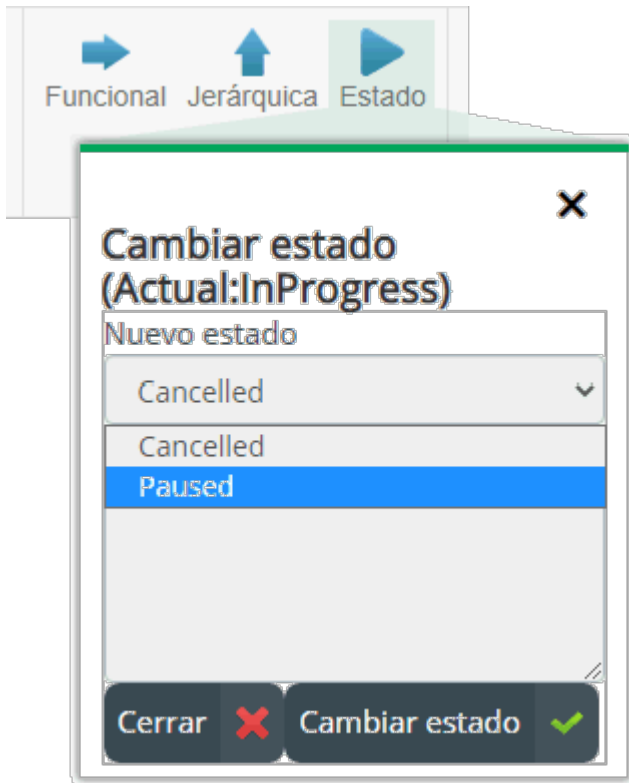 Funcional Jerárquica Estado
Cambiar estado
(Actual:InProgress)
Nuevo estado
Cancelled
Cancelled
Paused
Cerrar Cambiar estado